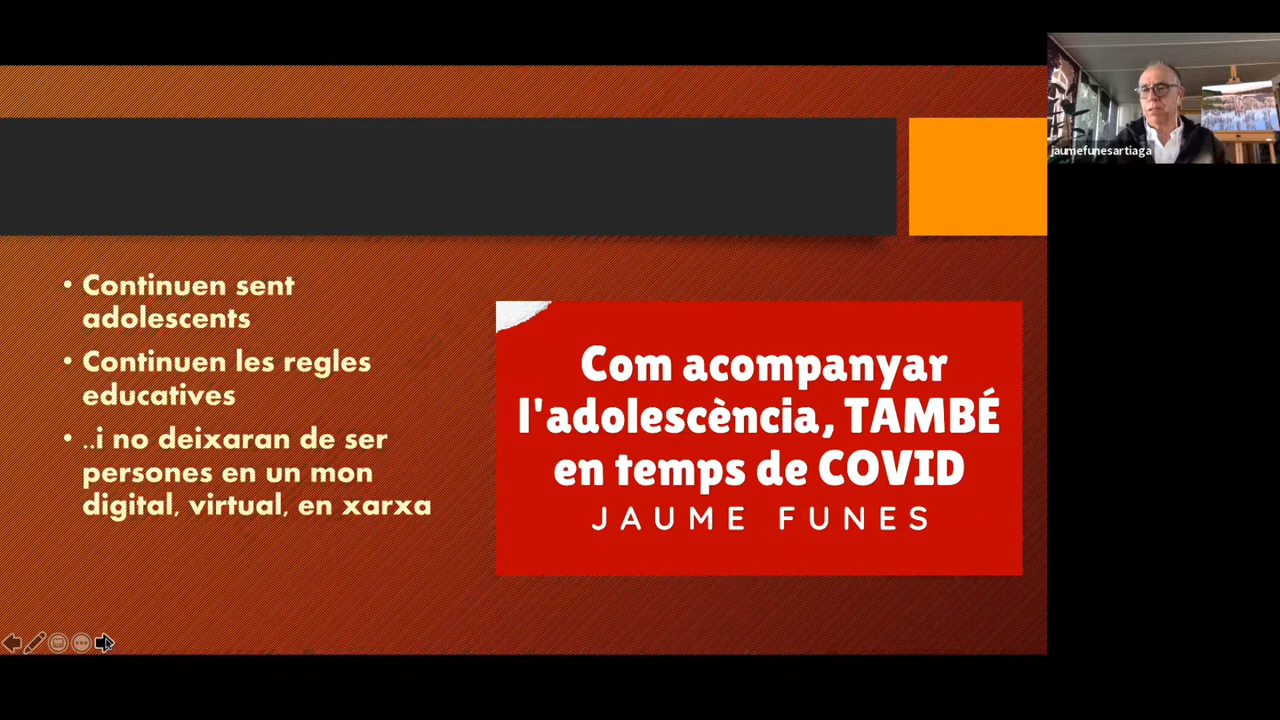 • Continuen sent
adolescents
• Continuen les regles
educatives
• ..i no deixaran de ser
persones en un mon
digital, virtual, en xarxa
Com acompanyar
l'adolescència, TAMBÉ
en temps de COVID
JAUME FUNES
jaumefunesartiaga